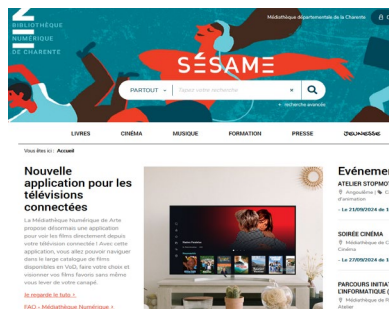 BIBLIOTHÈQUE
NUMÉRIQUE
DE CHARENTE
Médiathèque départementale de la Charente
SÉSAME
PARTOUT
Tapez votre recherche
+ recherche avancée
LIVRES CINÉMA MUSIQUE FORMATION PRESSE JEUNESSE
Vous êtes ici : Accueil
Nouvelle
application pour les
télévisions
connectées
La Médiathèque Numérique de Arte
propose désormais une application
pour voir les films directement depuis
votre télévision connectée ! Avec cette
application, vous allez pouvoir naviguer
dans le large catalogue de films
disponibles en VoD, faire votre choix et
visionner vos films favoris sans même
vous lever de votre canapé.
Je regarde le tuto >
FAQ - Médiathèque Numérique >
Evénemen
ATELIER STOPMOT
Angoulême |
d'animation
- Le 21/09/2024 de 1
SOIRÉE CINÉMA
Médiathèque de C
Cinéma
- Le 27/09/2024 de 1
PARCOURS INITIAT
L'INFORMATIQUE (
Médiathèque de
Atelier